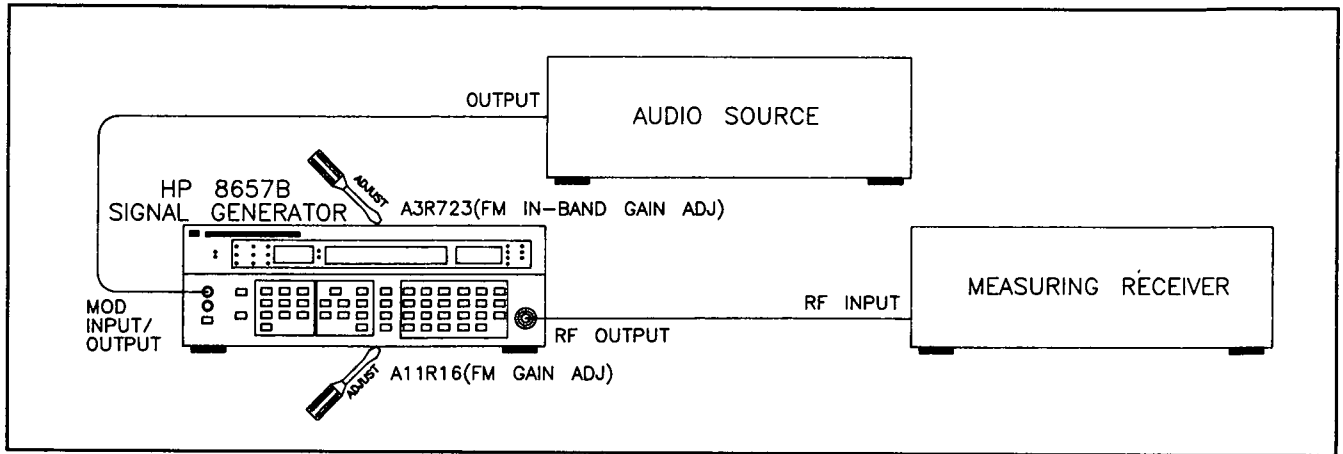 OUTPUT
AUDIO SOURCE
HP 8657B
SIGNAL GENERATOR
ADJUST
A3R723(FM IN-BAND GAIN ADJ)
MOD
INPUT/
OUTPUT
RF OUTPUT
RF INPUT
MEASURING RECEIVER
ADJUST
A11R16(FM GAIN ADJ)